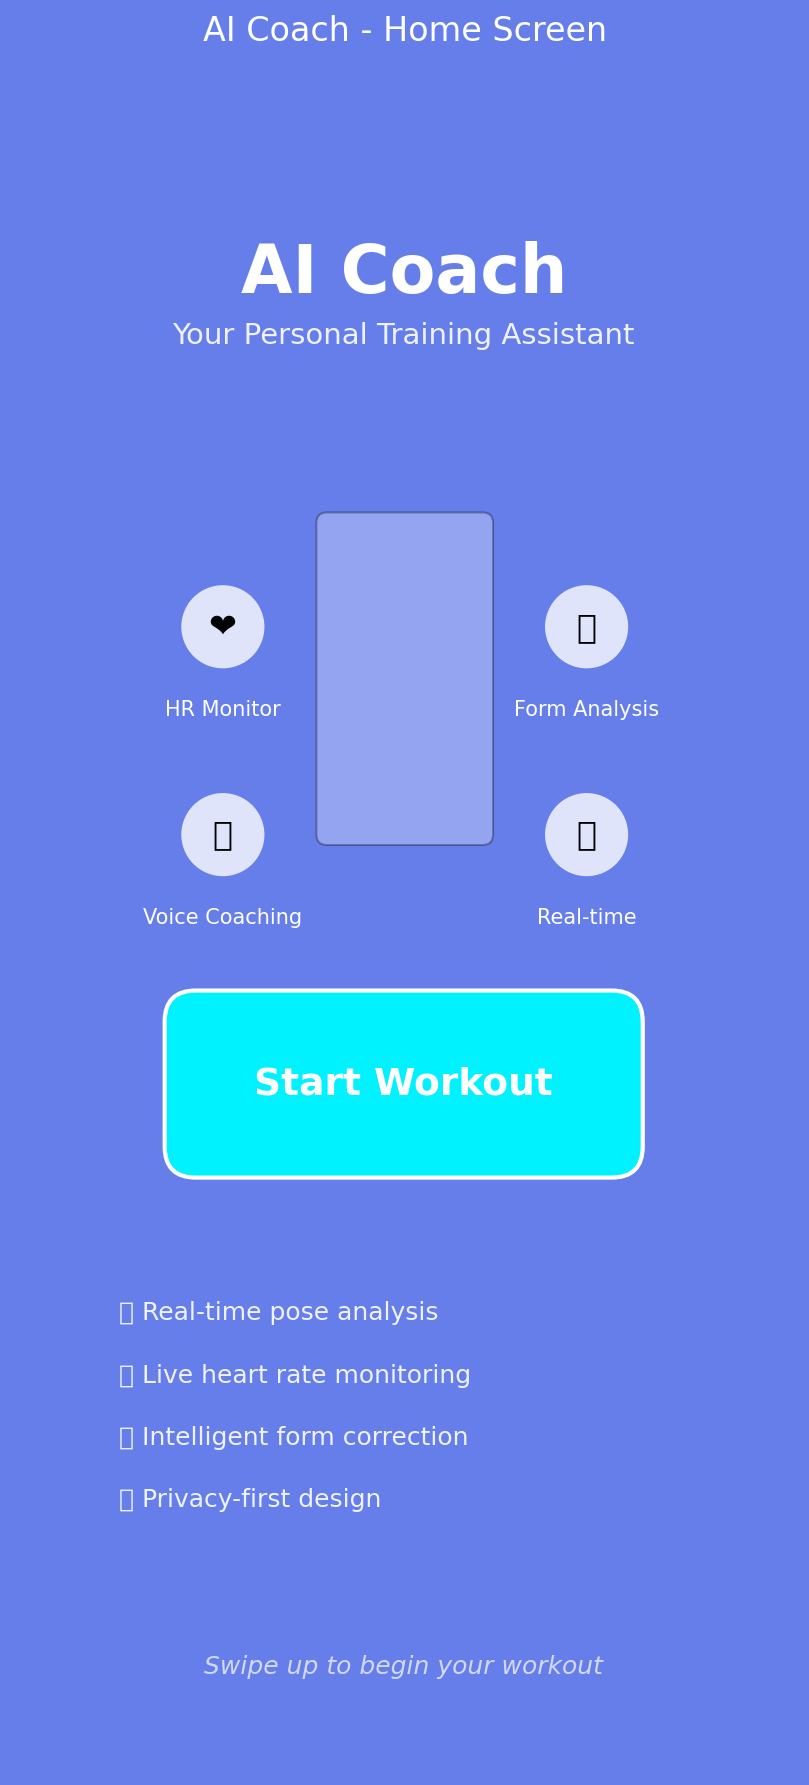 AI Coach - Home Screen
AI Coach
Your Personal Training Assistant
HR Monitor
Form Analysis
Voice Coaching
Real-time
Start Workout
Real-time pose analysis
Live heart rate monitoring
Intelligent form correction
Privacy-first design
Swipe up to begin your workout